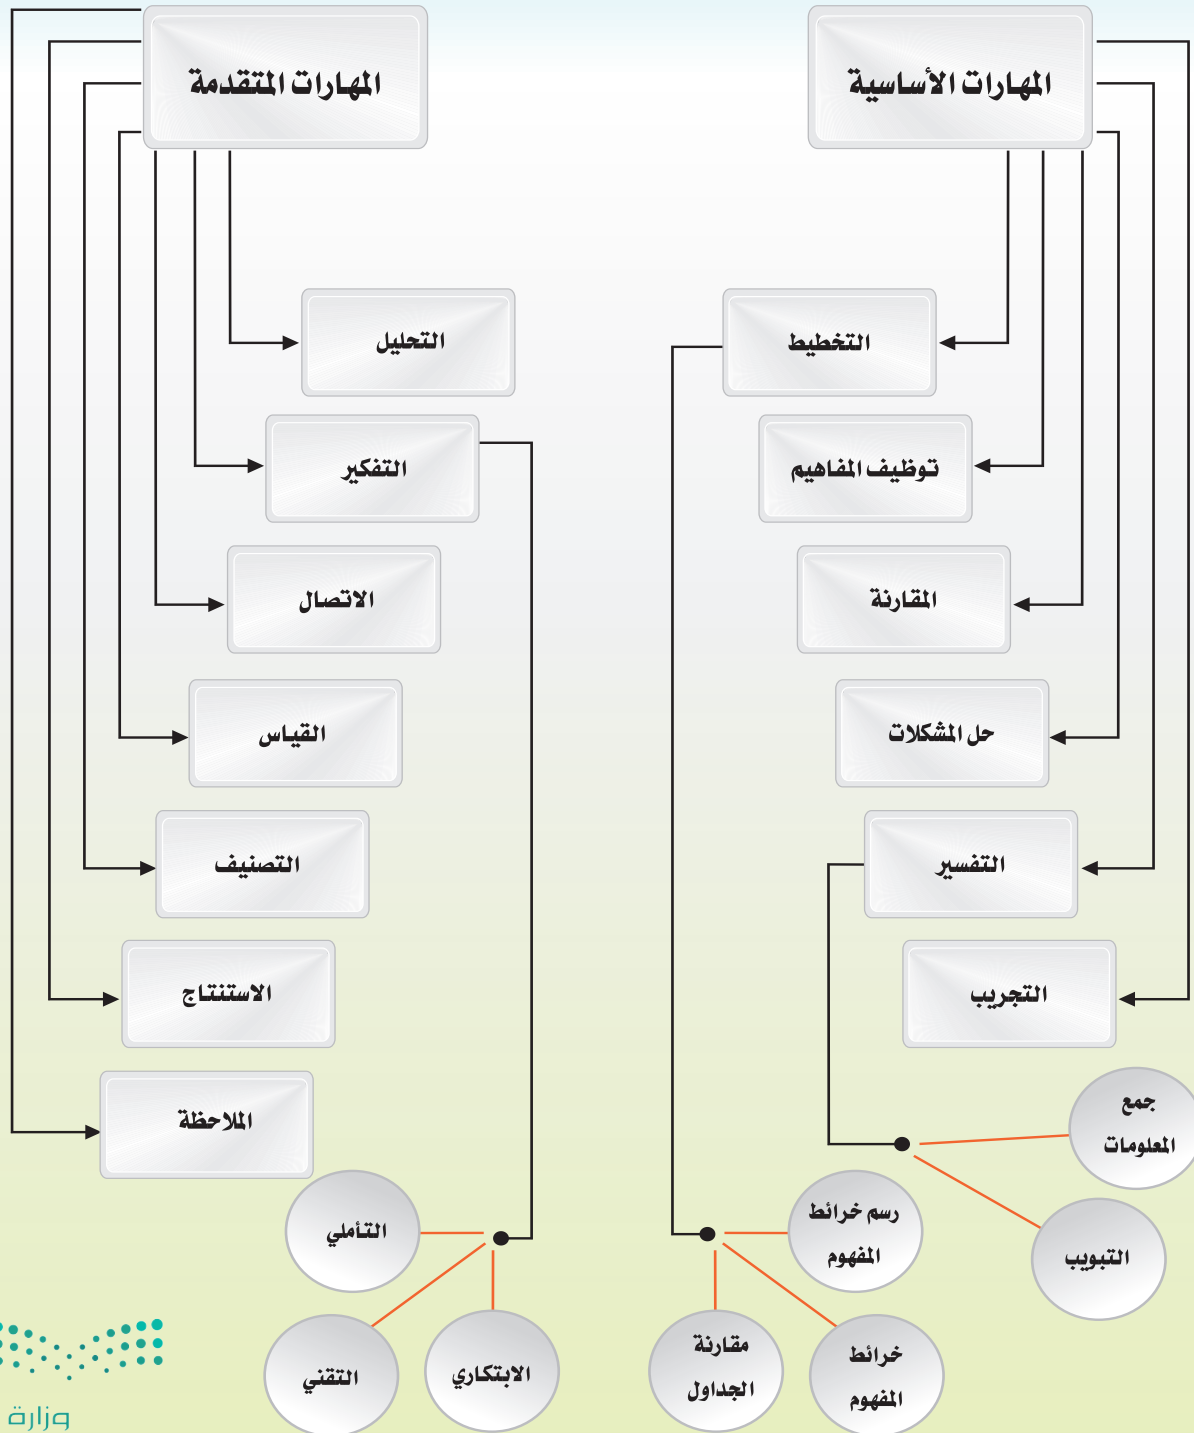 المهارات الأساسية
التخطيط
توظيف المفاهيم
المقارنة
حل المشكلات
التفسير
التجريب
جمع
المعلومات
التبويب
رسم خرائط
المفهوم
خرائط
المفهوم
مقارنة
الجداول
المهارات المتقدمة
التحليل
التفكير
الاتصال
القياس
التصنيف
الاستنتاج
الملاحظة
التأملي
الابتكاري
التقني
وزارة